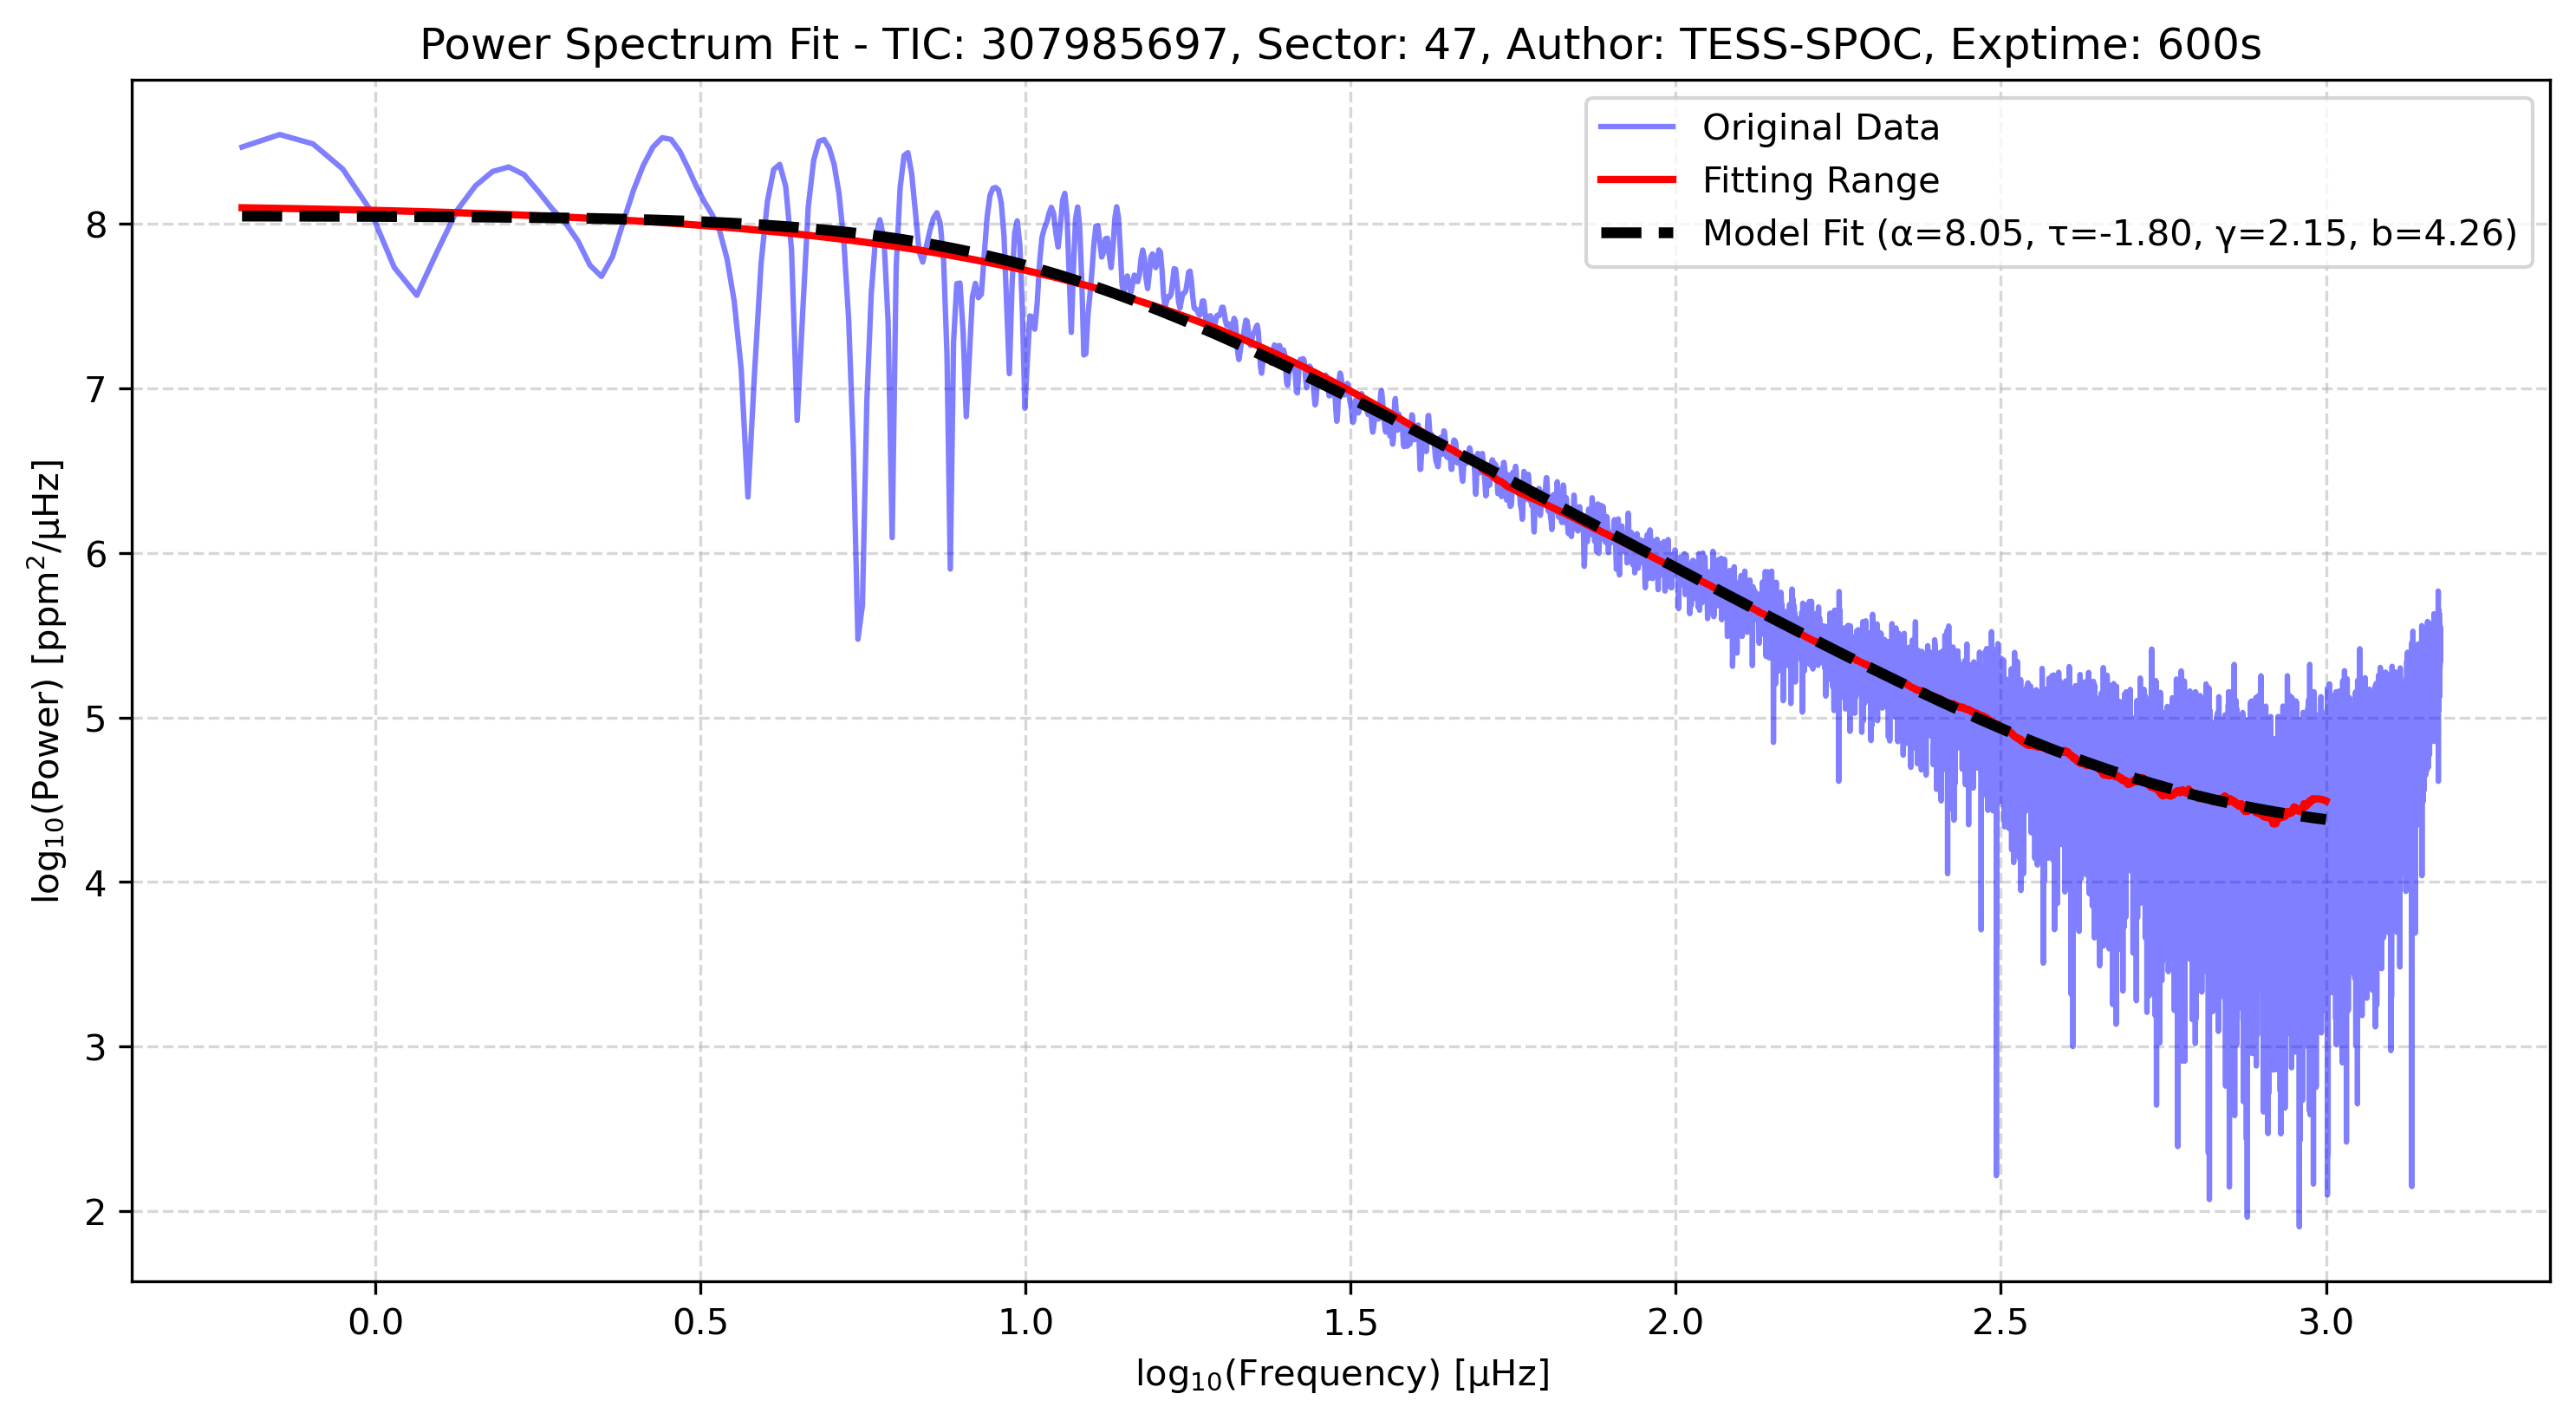 Power Spectrum Fit - TIC: 307985697, Sector: 47, Author: TESS-SPOC, Exptime: 600s
Original Data
Fitting Range
Model Fit (α=8.05, τ=-1.80, γ=2.15, b=4.26)
log₁₀(Power) [ppm²/μHz]
8
7
6
5
4
3
2
0.0 0.5 1.0 1.5 2.0 2.5 3.0
log₁₀(Frequency) [μHz]